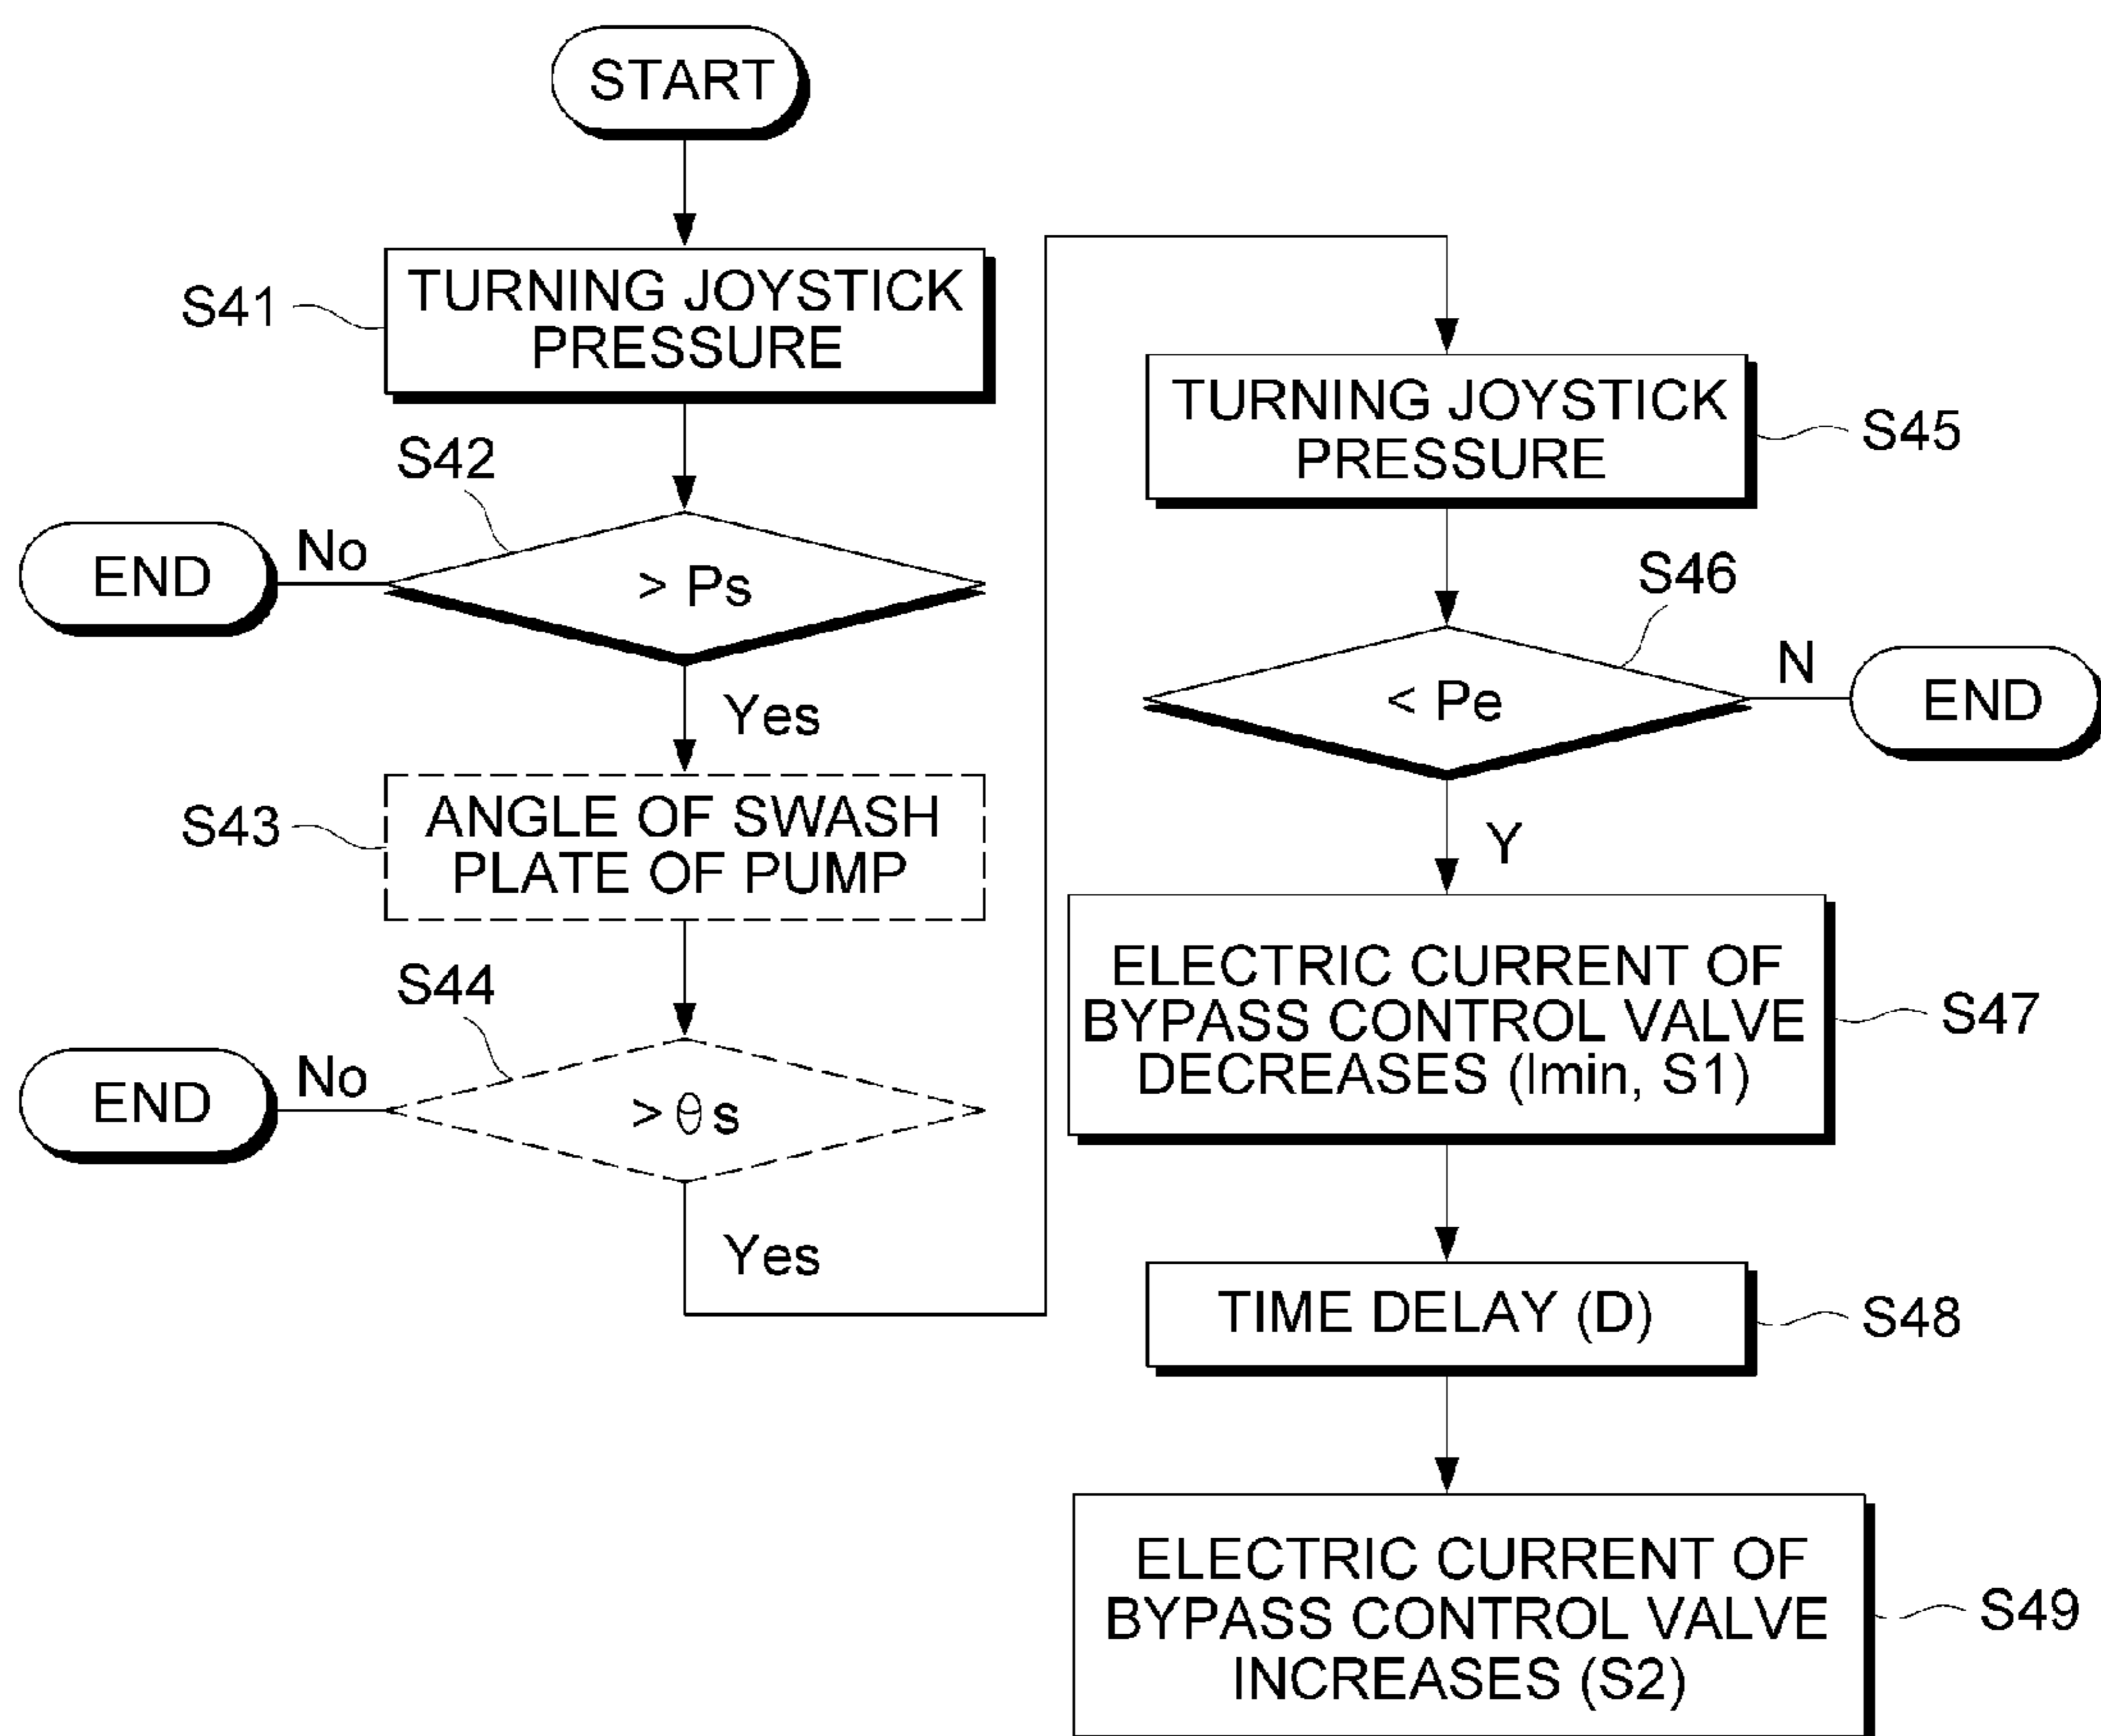 START
S41
TURNING JOYSTICK
PRESSURE
S42
END
No
> Ps
Yes
S43
ANGLE OF SWASH
PLATE OF PUMP
S44
END
No
> θs
Yes
TURNING JOYSTICK
PRESSURE
S45
S46
< Pe
N
END
Y
ELECTRIC CURRENT OF
BYPASS CONTROL VALVE
DECREASES (Imin, S1)
S47
TIME DELAY (D)
S48
ELECTRIC CURRENT OF
BYPASS CONTROL VALVE
INCREASES (S2)
S49